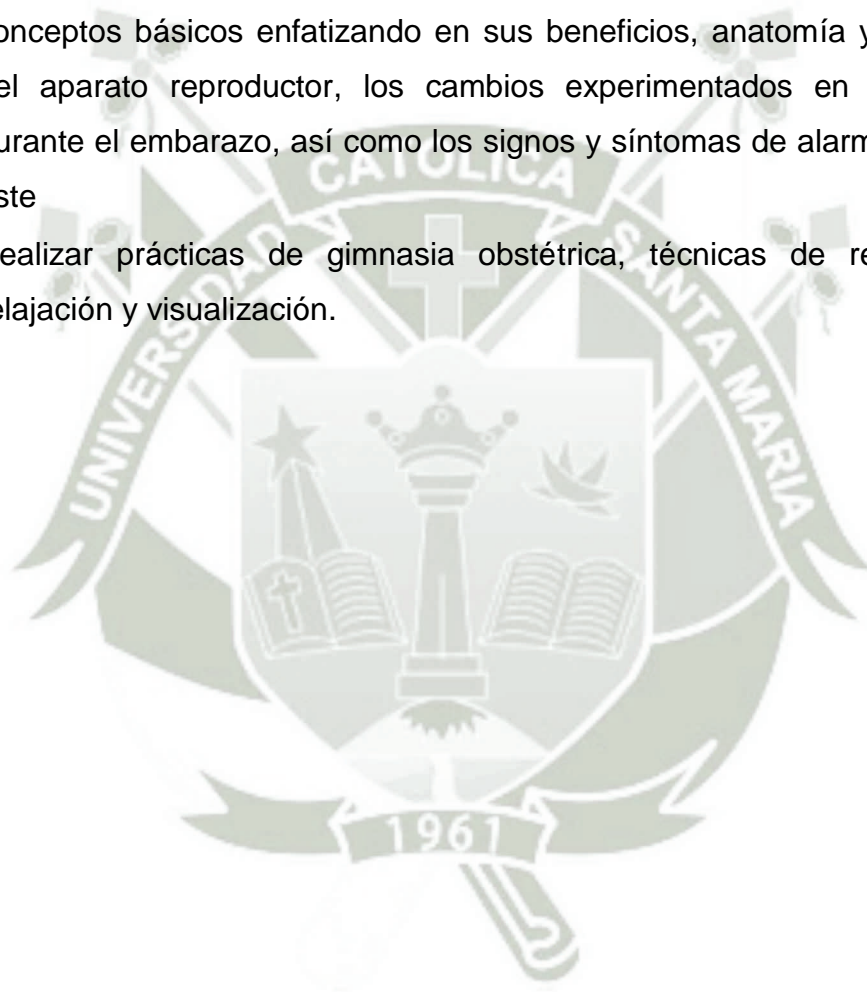 onceptos básicos enfatizando en sus beneficios, anatomía y
el aparato reproductor, los cambios experimentados en
urante el embarazo, así como los signos y síntomas de alarm
ste
ealizar prácticas de gimnasia obstétrica, técnicas de re
elajación y visualización.
UNIVERSIDAD CATOLICA SANTA MARIA
1961